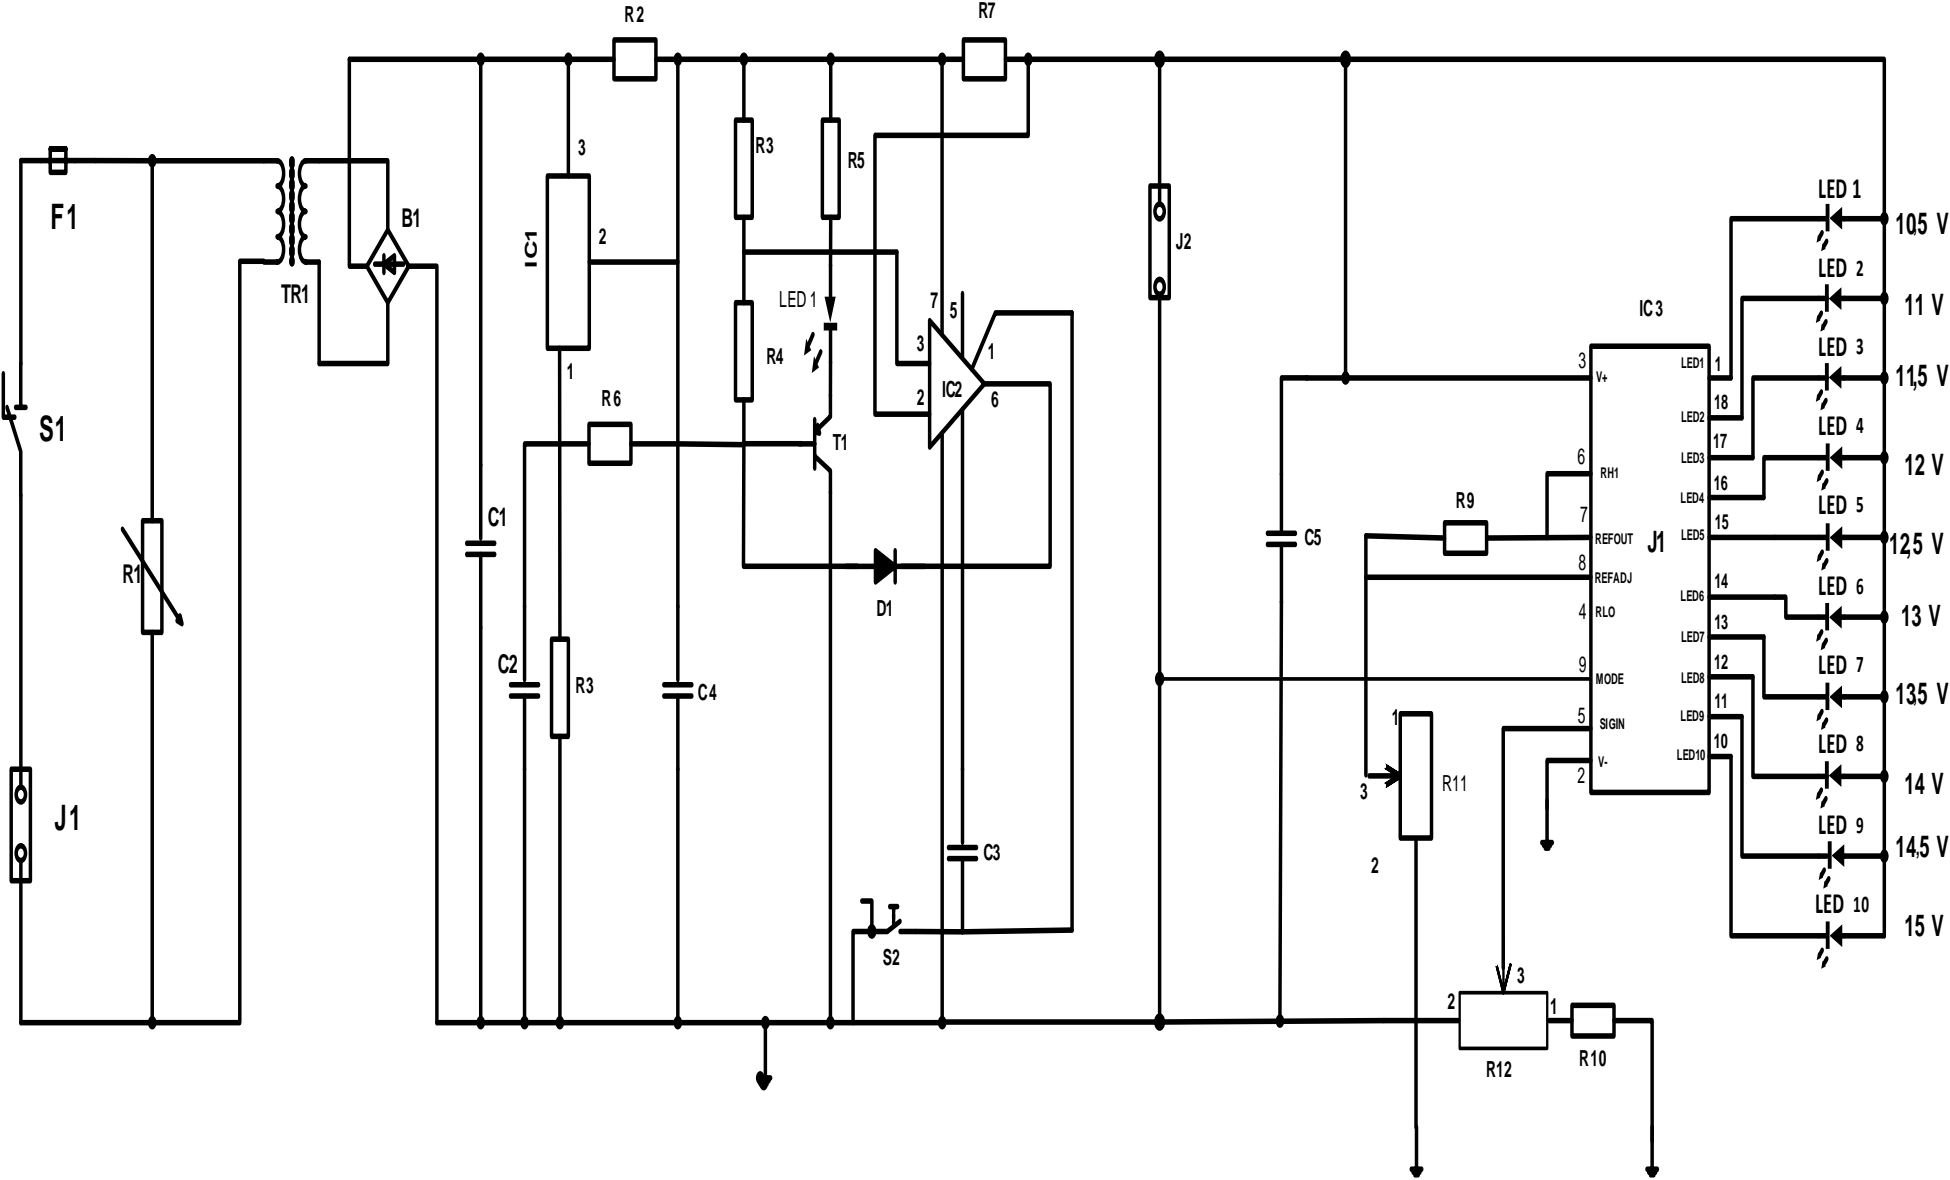 R2
R7
F1
S1
J1
R1
TR1
B1
C1
C2
3
IC1
2
1
R6
R3
C4
R3
R4
R5
LED 1
T1
D1
7
5
3
1
IC2
2
6
C3
S2
J2
C5
R9
1
R11
3
2
IC3
J1
3
V+
6
RH1
7
REFOUT
8
REFADJ
4
RLO
9
MODE
5
SIGIN
V-
2
LED1
1
18
LED2
17
LED3
16
LED4
15
LED5
14
LED6
13
LED7
12
LED8
11
LED9
10
LED10
2
3
1
R12
R10
LED 1
10,5 V
LED 2
11 V
LED 3
11,5 V
LED 4
12 V
LED 5
12,5 V
LED 6
13 V
LED 7
13,5 V
LED 8
14 V
LED 9
14,5 V
LED 10
15 V